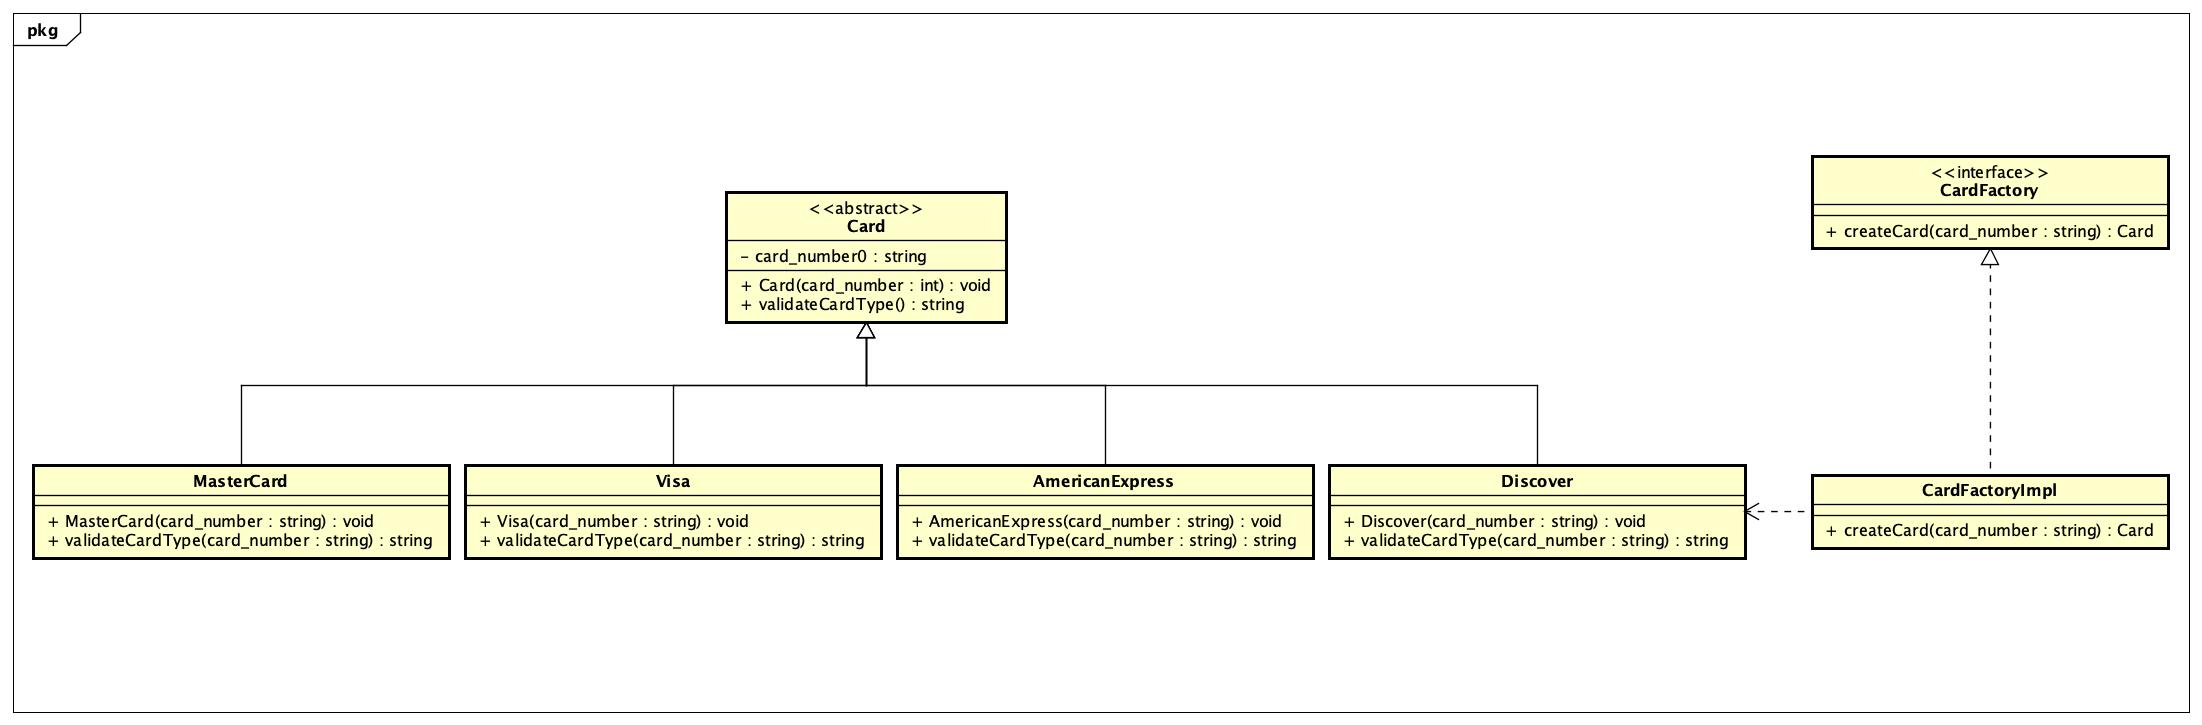 pkg
<<abstract>>
Card
- card_number0 : string
+ Card(card_number : int) : void
+ validateCardType() : string
<<interface>>
CardFactory
+ createCard(card_number : string) : Card
MasterCard
+ MasterCard(card_number : string) : void
+ validateCardType(card_number : string) : string
Visa
+ Visa(card_number : string) : void
+ validateCardType(card_number : string) : string
AmericanExpress
+ AmericanExpress(card_number : string) : void
+ validateCardType(card_number : string) : string
Discover
+ Discover(card_number : string) : void
+ validateCardType(card_number : string) : string
CardFactoryImpl
+ createCard(card_number : string) : Card